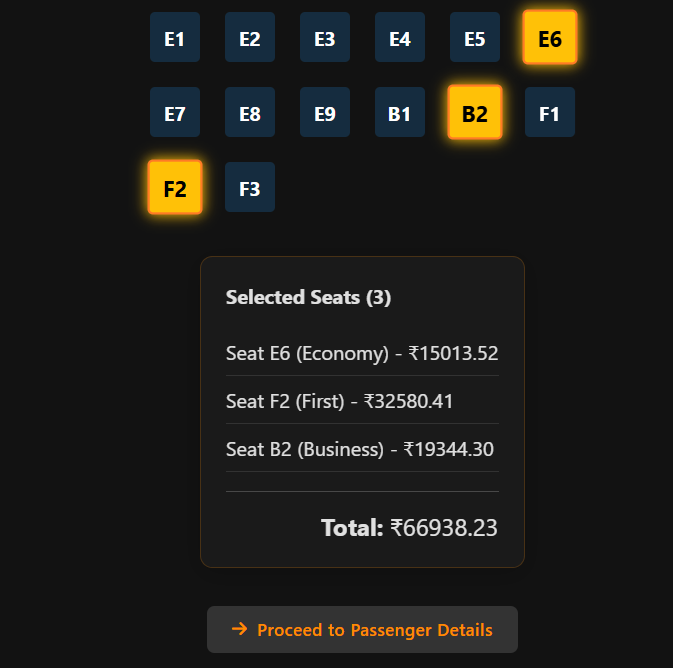 E1 E2 E3 E4 E5 E6
E7 E8 E9 B1 B2 F1
F2 F3
Selected Seats (3)
Seat E6 (Economy) - ₹15013.52
Seat F2 (First) - ₹32580.41
Seat B2 (Business) - ₹19344.30
Total: ₹66938.23
→ Proceed to Passenger Details